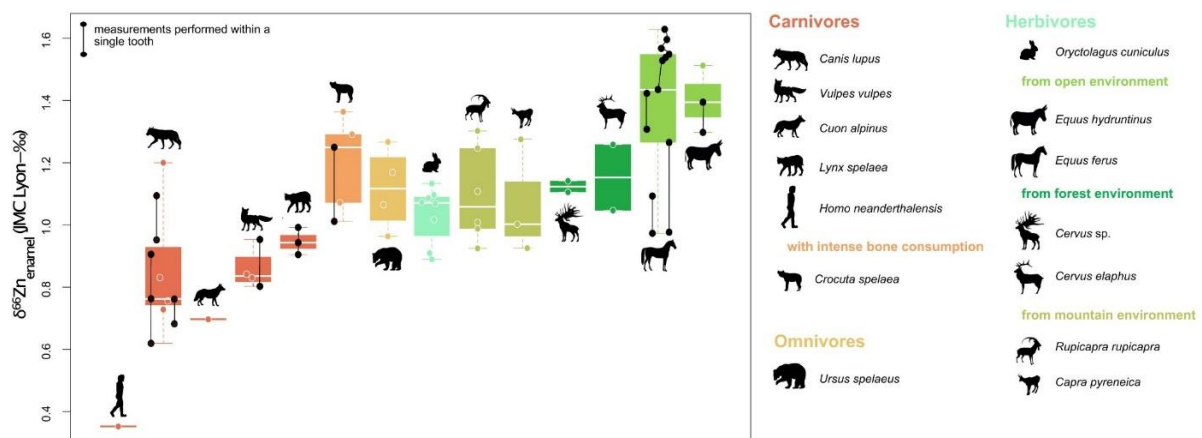 measurements performed within a
single tooth
δ⁶⁶Zn enamel (JMC Lyon–‰)
1.6
1.4
1.2
1.0
0.8
0.6
0.4
Carnivores
Canis lupus
Vulpes vulpes
Cuon alpinus
Lynx spelaea
Homo neanderthalensis
with intense bone consumption
Crocuta spelaea
Omnivores
Ursus spelaeus
Herbivores
Oryctolagus cuniculus
from open environment
Equus hydruntinus
Equus ferus
from forest environment
Cervus sp.
Cervus elaphus
from mountain environment
Rupicapra rupicapra
Capra pyreneica